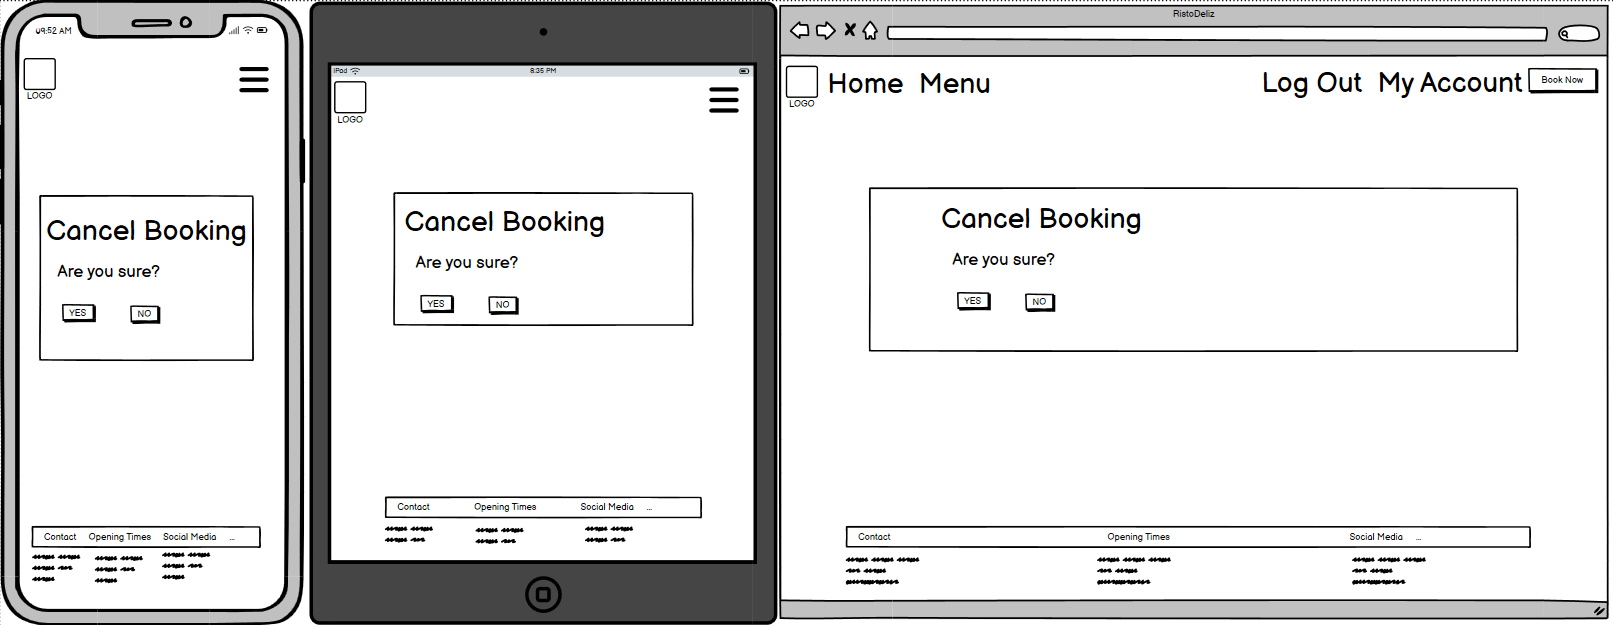 09:52 AM
LOGO
Cancel Booking
Are you sure?
YES NO
Contact Opening Times Social Media ...
iPad 8:35 PM
LOGO
Cancel Booking
Are you sure?
YES NO
Contact Opening Times Social Media ...
RistoDeliz
LOGO
Home Menu Log Out My Account Book Now
Cancel Booking
Are you sure?
YES NO
Contact Opening Times Social Media ...